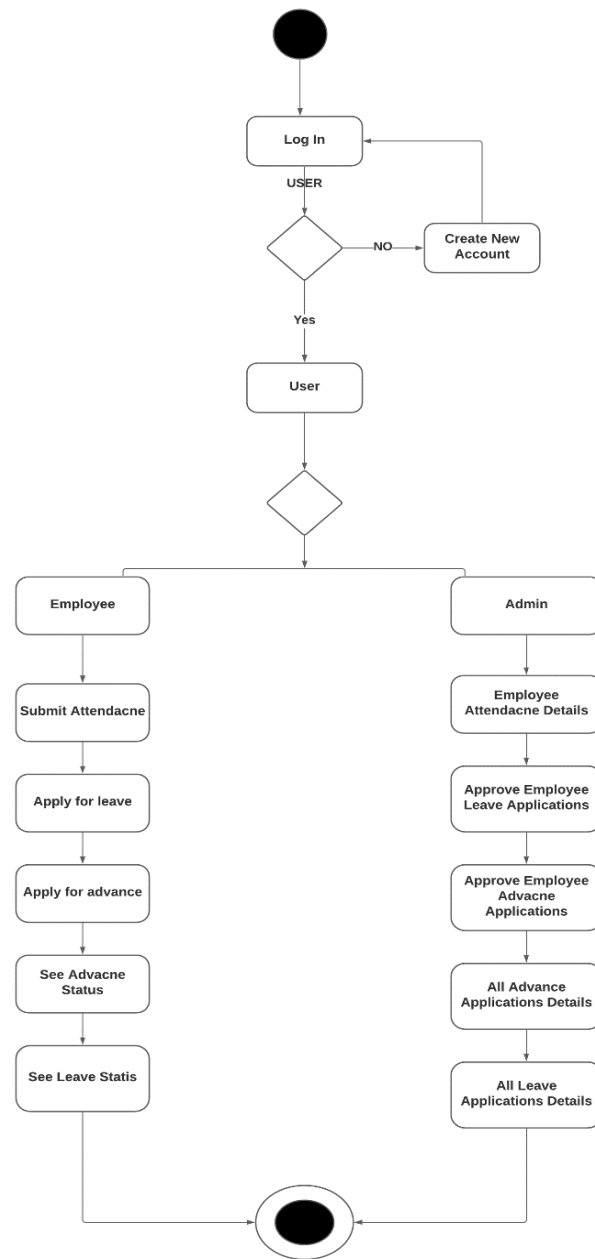 Log In
USER
NO
Create New
Account
Yes
User
Employee
Admin
Submit Attendacne
Employee
Attendacne Details
Apply for leave
Approve Employee
Leave Applications
Apply for advance
Approve Employee
Advacne
Applications
See Advacne
Status
All Advance
Applications Details
See Leave Statis
All Leave
Applications Details